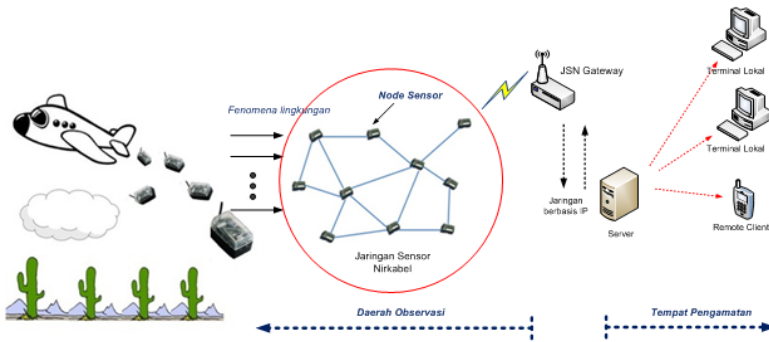 Fenomena lingkungan
Node Sensor
Jaringan Sensor
Nirkabel
JSN Gateway
Jaringan
berbasis IP
Server
Terminal Lokal
Terminal Lokal
Remote Client
Daerah Observasi
Tempat Pengamatan